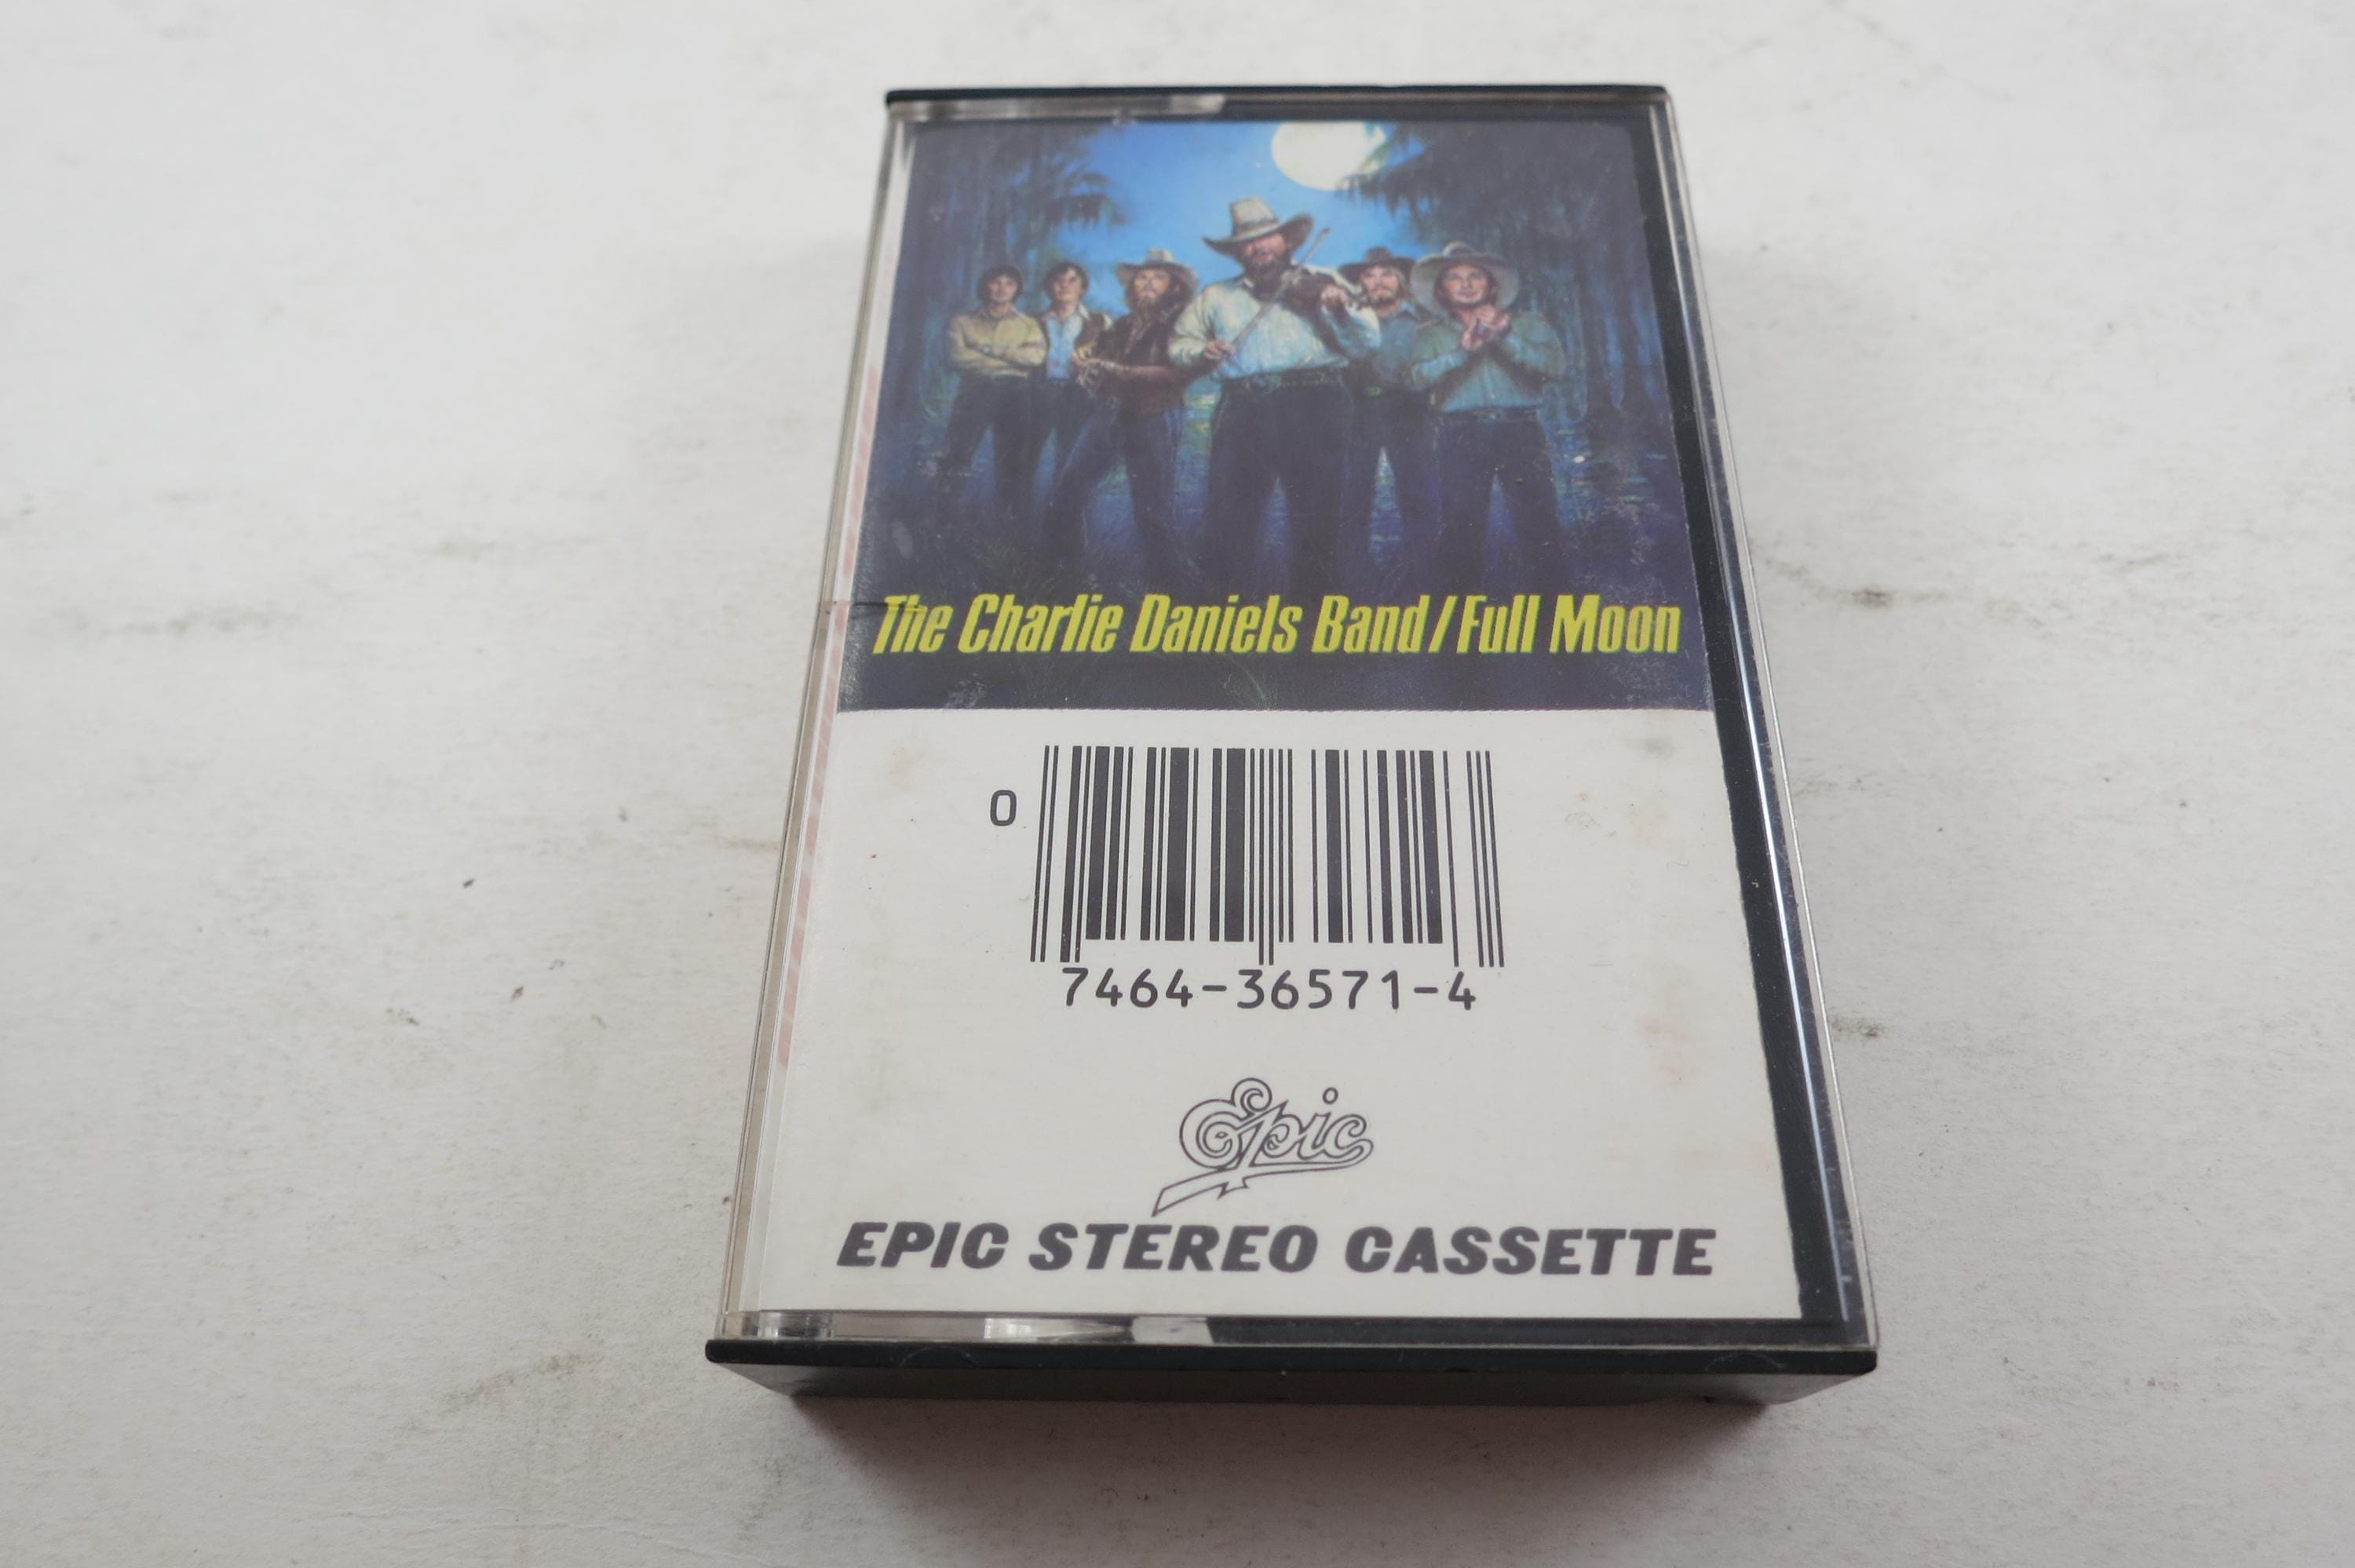 The Charlie Daniels Band/Full Moon
0
7464-36571-4
Epic
EPIC STEREO CASSETTE